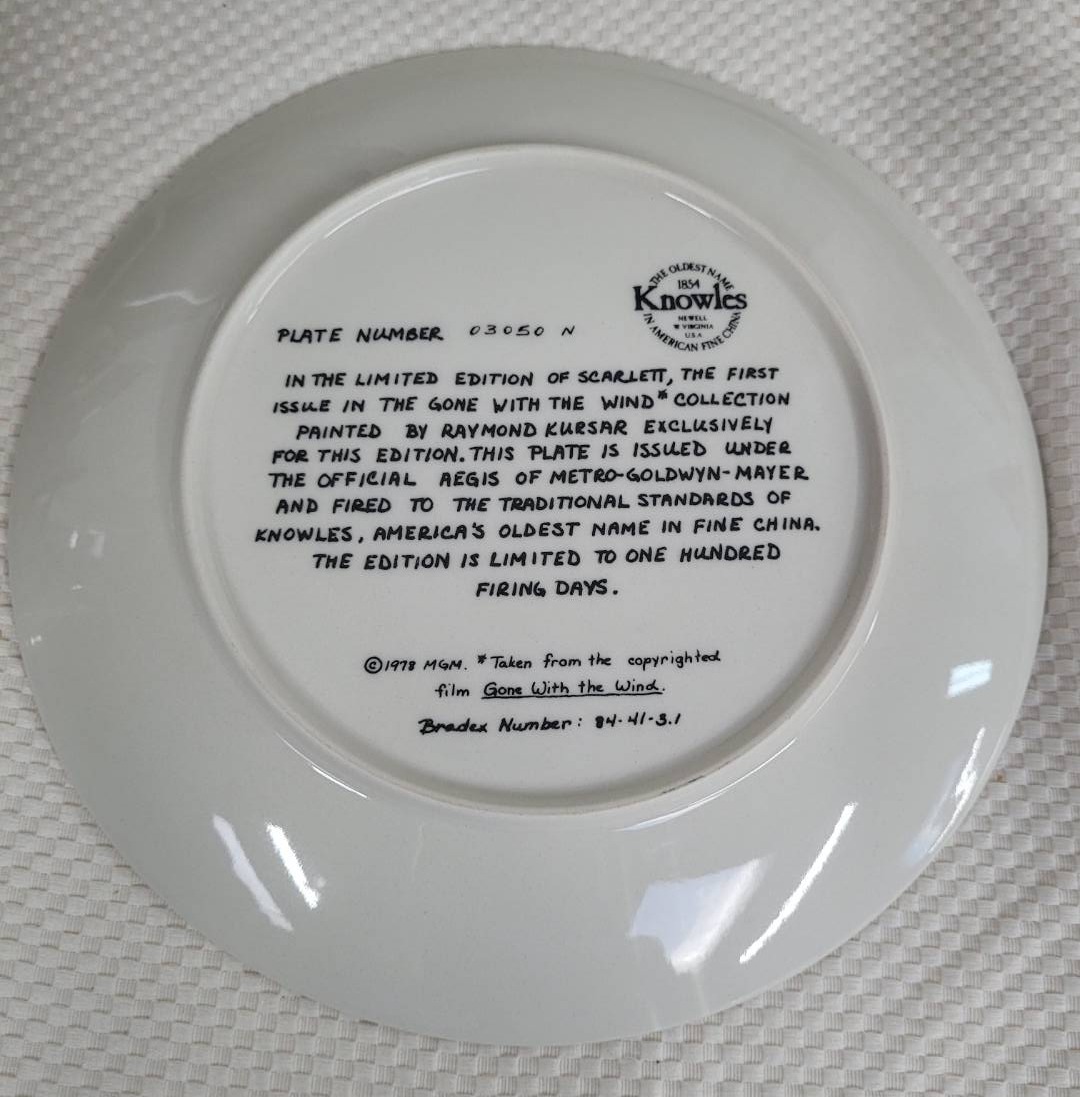 THE OLDEST NAME
1854
Knowles
NEWELL
W VIRGINIA
U.S.A
IN AMERICAN FINE CHINA
PLATE NUMBER 03050 N
IN THE LIMITED EDITION OF SCARLETT, THE FIRST
ISSUE IN THE GONE WITH THE WIND* COLLECTION
PAINTED BY RAYMOND KURSAR EXCLUSIVELY
FOR THIS EDITION. THIS PLATE IS ISSUED UNDER
THE OFFICIAL AEGIS OF METRO-GOLDWYN-MAYER
AND FIRED TO THE TRADITIONAL STANDARDS OF
KNOWLES, AMERICA'S OLDEST NAME IN FINE CHINA.
THE EDITION IS LIMITED TO ONE HUNDRED
FIRING DAYS.
©1978 MGM. *Taken from the copyrighted
film Gone With the Wind.
Bradex Number: 84-41-3.1